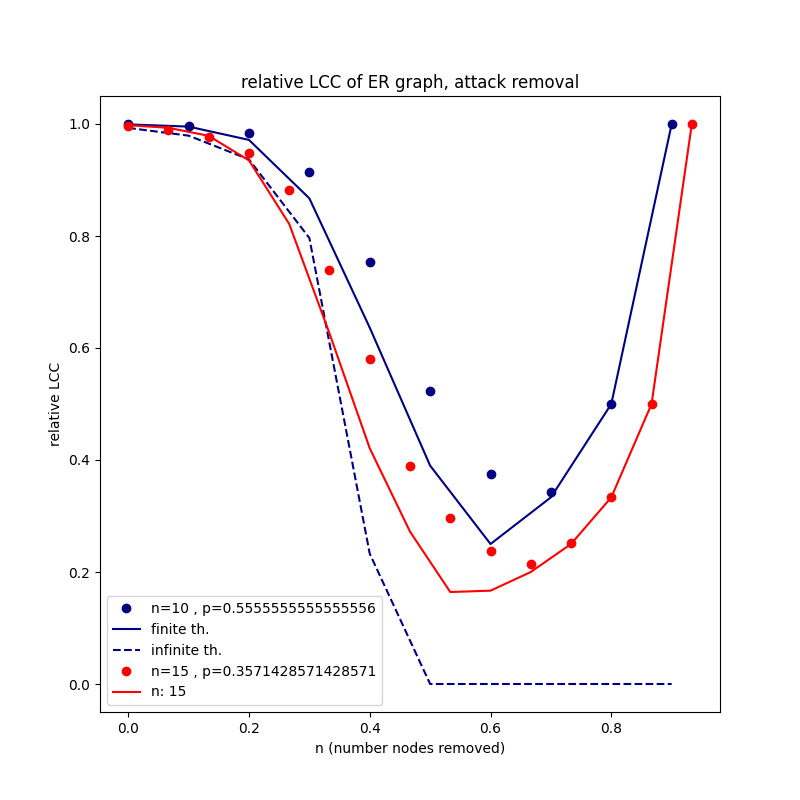 relative LCC of ER graph, attack removal
relative LCC
1.0
0.8
0.6
0.4
0.2
0.0
n=10 , p=0.5555555555555556
finite th.
infinite th.
n=15 , p=0.3571428571428571
n: 15
0.0 0.2 0.4 0.6 0.8
n (number nodes removed)